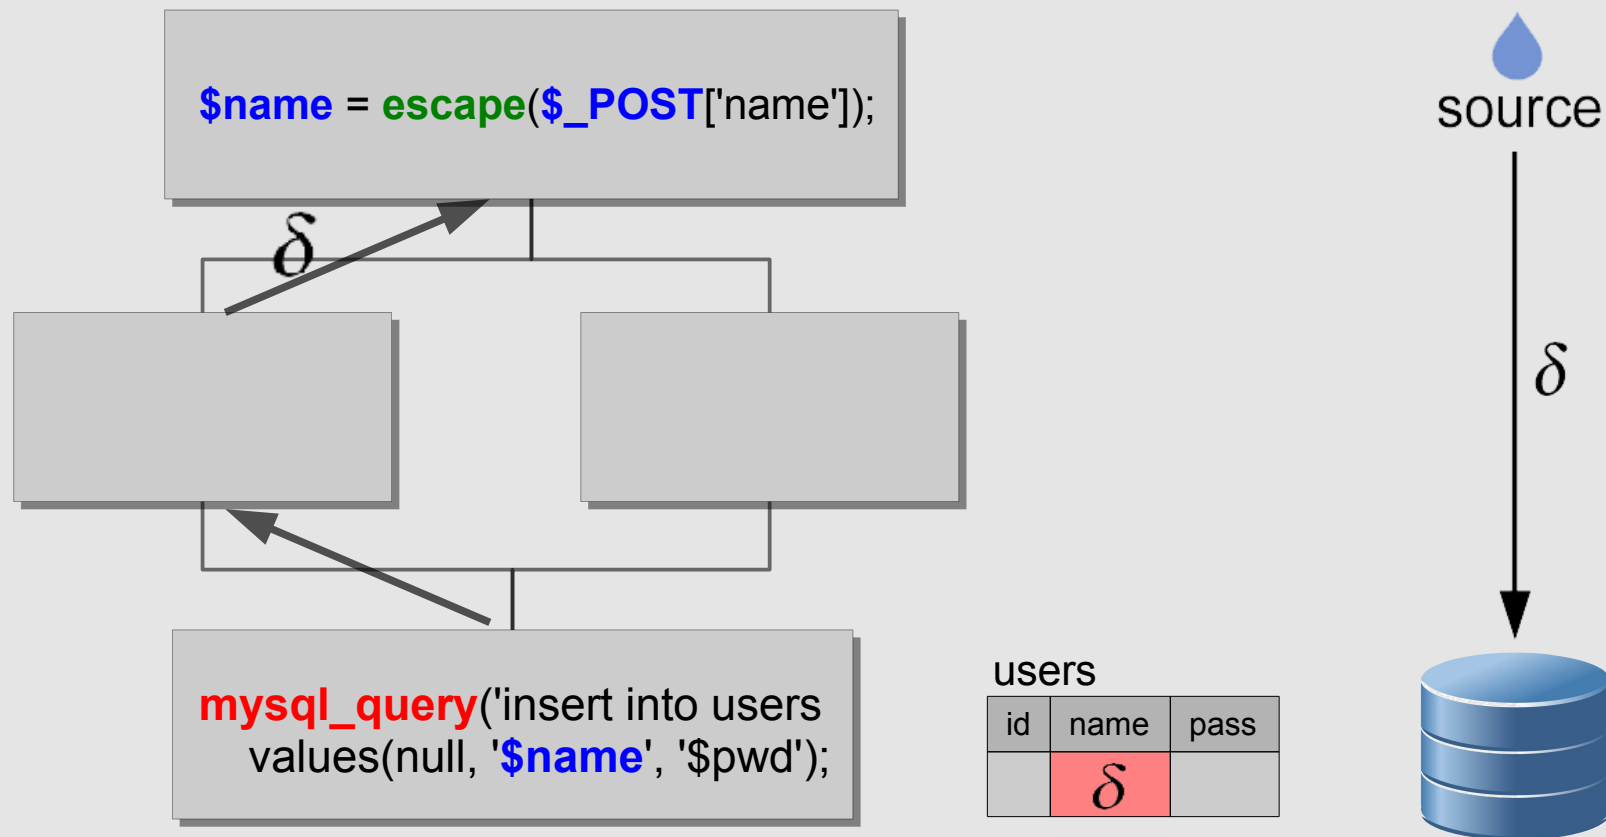 $name = escape($_POST['name']);
source
δ
δ
mysql_query('insert into users
values(null, '$name', '$pwd');
users
id name pass
δ